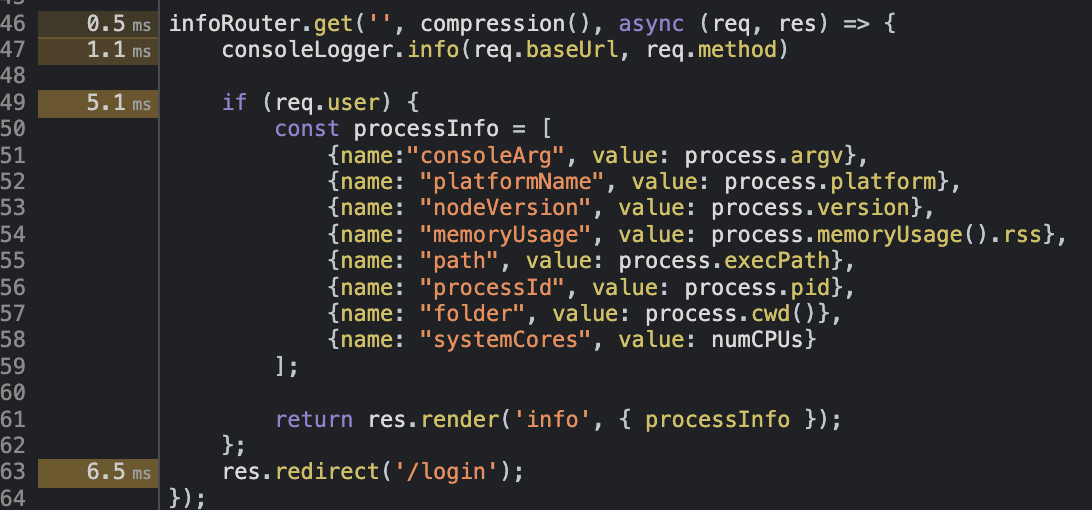 46 0.5 ms infoRouter.get('', compression(), async (req, res) => {
47 1.1 ms consoleLogger.info(req.baseUrl, req.method)
48
49 5.1 ms if (req.user) {
50 const processInfo = [
51 {name:"consoleArg", value: process.argv},
52 {name: "platformName", value: process.platform},
53 {name: "nodeVersion", value: process.version},
54 {name: "memoryUsage", value: process.memoryUsage().rss},
55 {name: "path", value: process.execPath},
56 {name: "processId", value: process.pid},
57 {name: "folder", value: process.cwd()},
58 {name: "systemCores", value: numCPUs}
59 ];
60
61 return res.render('info', { processInfo });
62 };
63 6.5 ms res.redirect('/login');
64 });